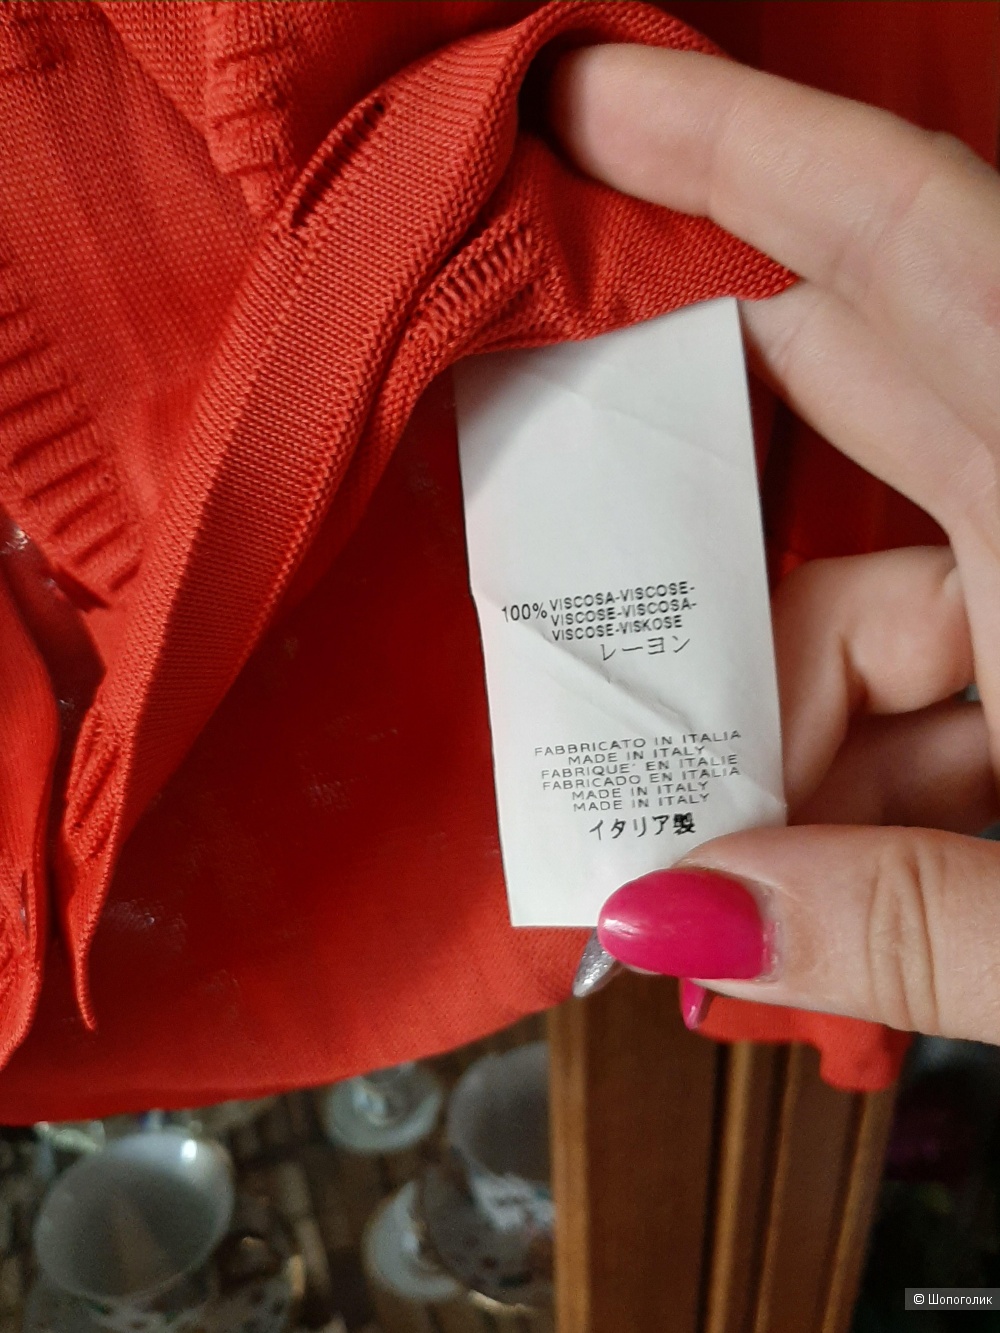 100% VISCOSA-VISCOSE-
VISCOSE-VISCOSA-
VISCOSE-VISKOSE
レーヨン
FABBRICATO IN ITALIA
MADE IN ITALY
FABRIQUE' EN ITALIE
FABRICADO EN ITALIA
MADE IN ITALY
MADE IN ITALY
イタリア製
© Шопоголик